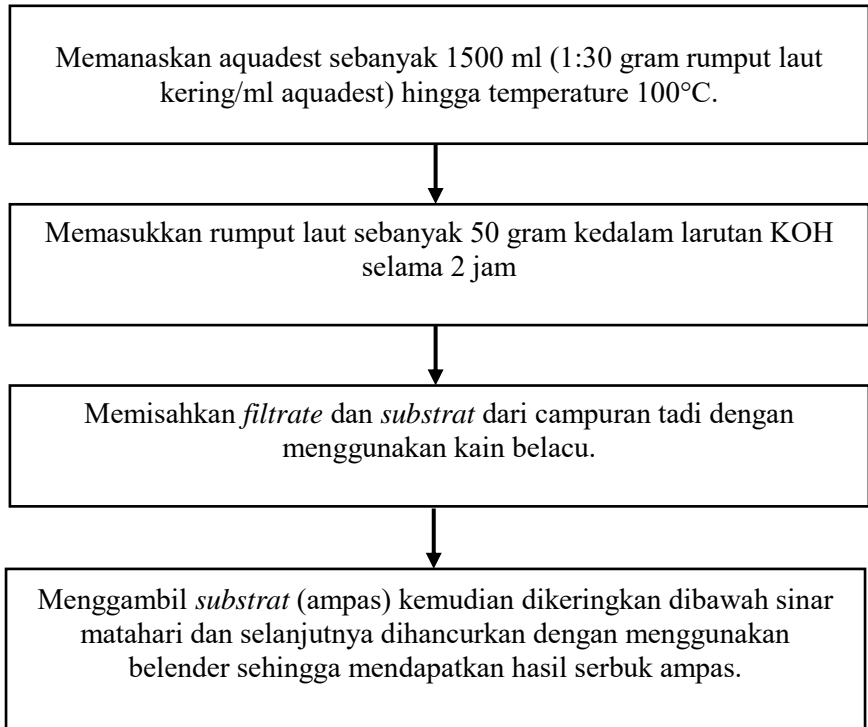 Memanaskan aquadest sebanyak 1500 ml (1:30 gram rumput laut
kering/ml aquadest) hingga temperature 100°C.
Memasukkan rumput laut sebanyak 50 gram kedalam larutan KOH
selama 2 jam
Memisahkan filtrate dan substrat dari campuran tadi dengan
menggunakan kain belacu.
Menggambil substrat (ampas) kemudian dikeringkan dibawah sinar
matahari dan selanjutnya dihancurkan dengan menggunakan
belender sehingga mendapatkan hasil serbuk ampas.